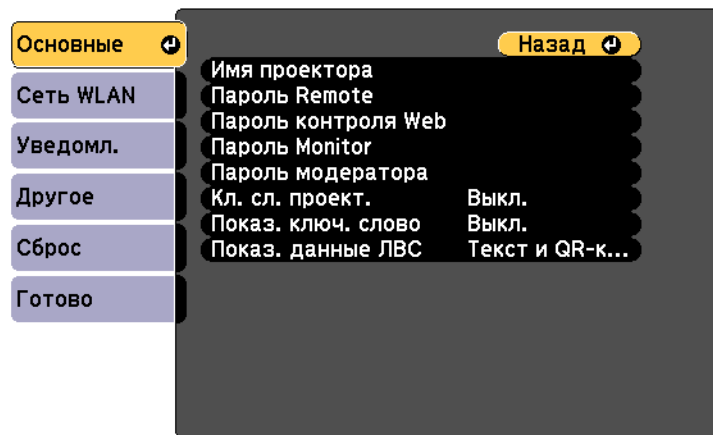 Основные
Сеть WLAN
Уведомл.
Другое
Сброс
Готово
Назад
Имя проектора
Пароль Remote
Пароль контроля Web
Пароль Monitor
Пароль модератора
Кл. сл. проект. Выкл.
Показ. ключ. слово Выкл.
Показ. данные ЛВС Текст и QR-к...